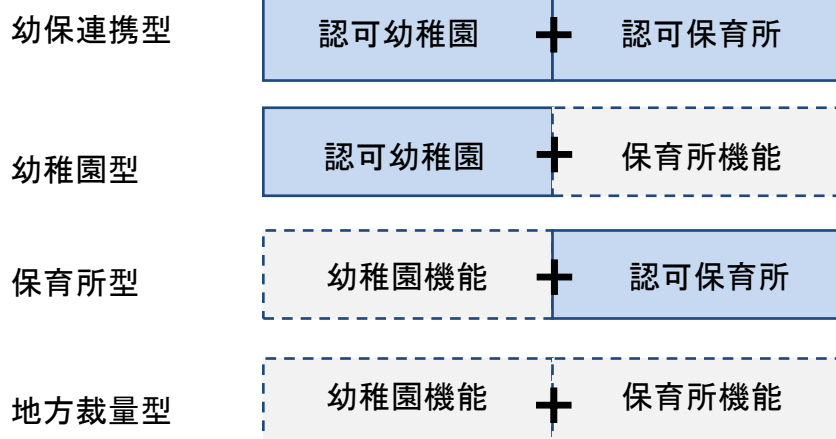 幼保連携型 認可幼稚園 + 認可保育所
幼稚園型 認可幼稚園 + 保育所機能
保育所型 幼稚園機能 + 認可保育所
地方裁量型 幼稚園機能 + 保育所機能